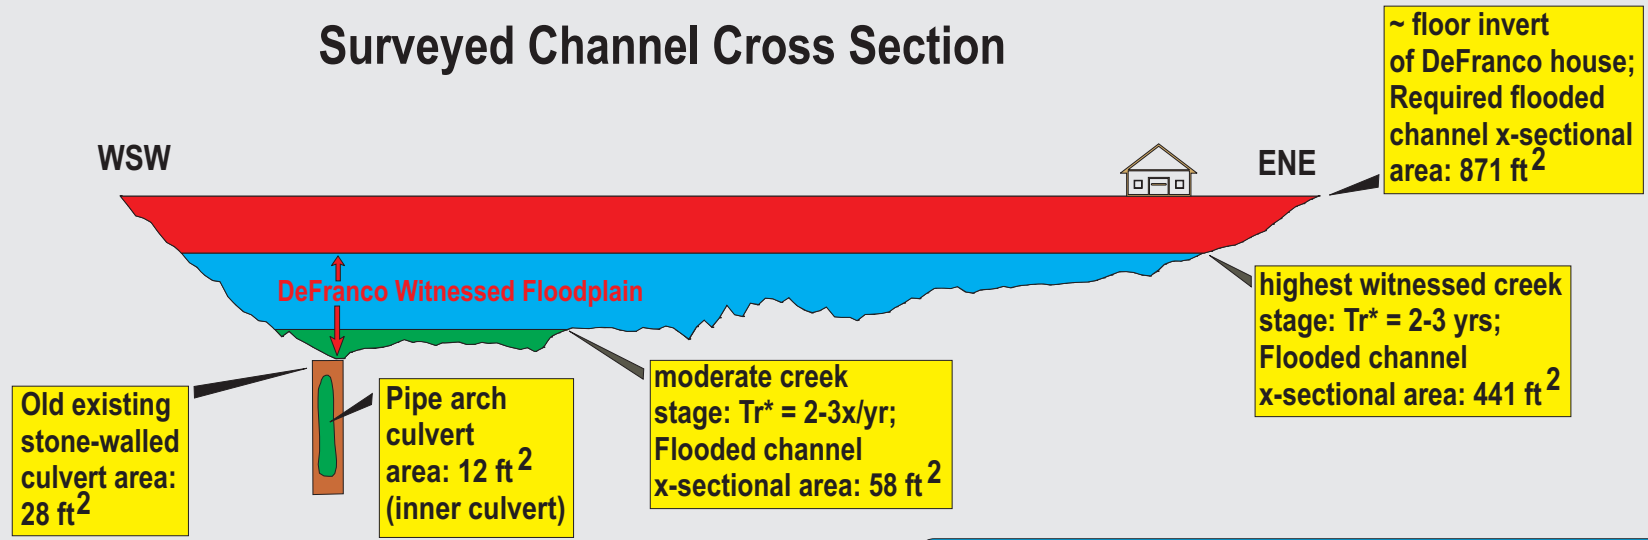 Surveyed Channel Cross Section
~ floor invert
of DeFranco house;
Required flooded
channel x-sectional
area: 871 ft²
WSW
ENE
DeFranco Witnessed Floodplain
highest witnessed creek
stage: Tr* = 2-3 yrs;
Flooded channel
x-sectional area: 441 ft²
Old existing
stone-walled
culvert area:
28 ft²
Pipe arch
culvert
area: 12 ft²
(inner culvert)
moderate creek
stage: Tr* = 2-3x/yr;
Flooded channel
x-sectional area: 58 ft²